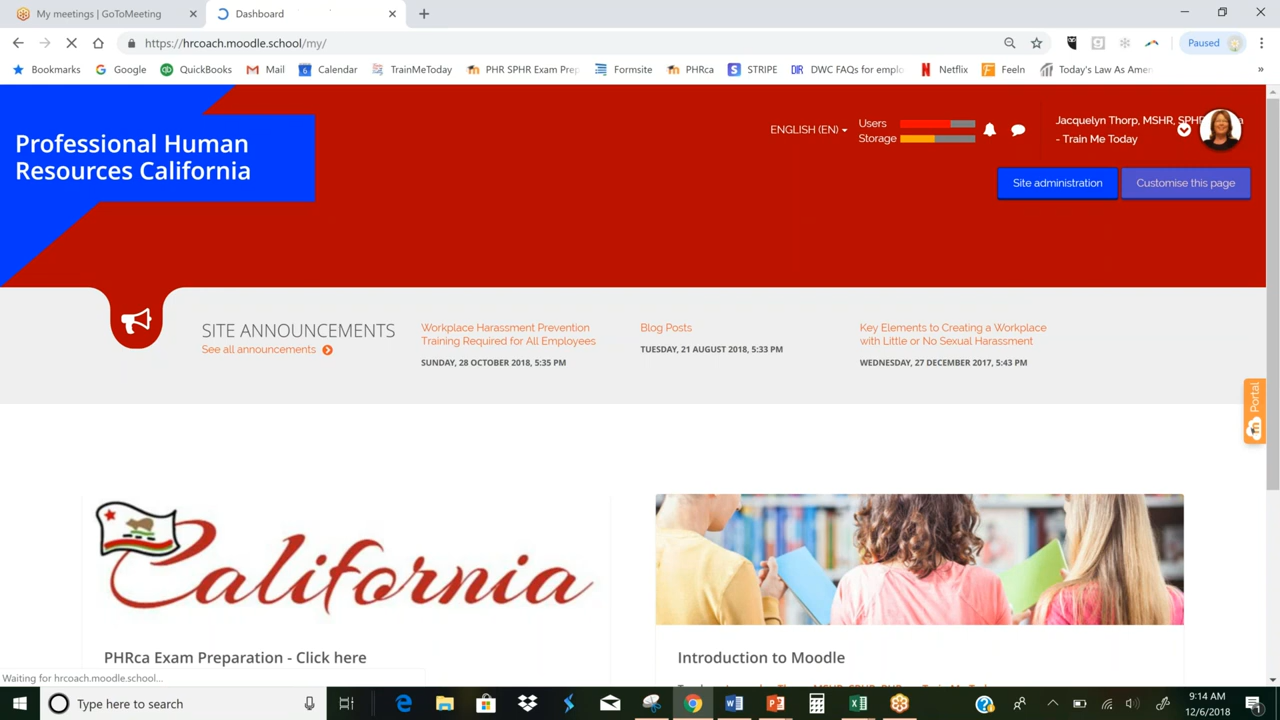 My meetings | GoToMeeting
Dashboard
https://hrcoach.moodle.school/my/
Paused
Bookmarks
Google
QuickBooks
Mail
Calendar
TrainMeToday
PHR SPHR Exam Prep
Formsite
PHRca
STRIPE
DWC FAQs for emplo
Netflix
Feeln
Today's Law As Amen
Professional Human
Resources California
ENGLISH (EN)
Users
Storage
Jacquelyn Thorp, MSHR, SPHR
- Train Me Today
Site administration
Customise this page
SITE ANNOUNCEMENTS
See all announcements
Workplace Harassment Prevention
Training Required for All Employees
SUNDAY, 28 OCTOBER 2018, 5:35 PM
Blog Posts
TUESDAY, 21 AUGUST 2018, 5:33 PM
Key Elements to Creating a Workplace
with Little or No Sexual Harassment
WEDNESDAY, 27 DECEMBER 2017, 5:43 PM
Portal
California
PHRca Exam Preparation - Click here
Introduction to Moodle
Waiting for hrcoach.moodle.school...
Type here to search
9:14 AM
12/6/2018